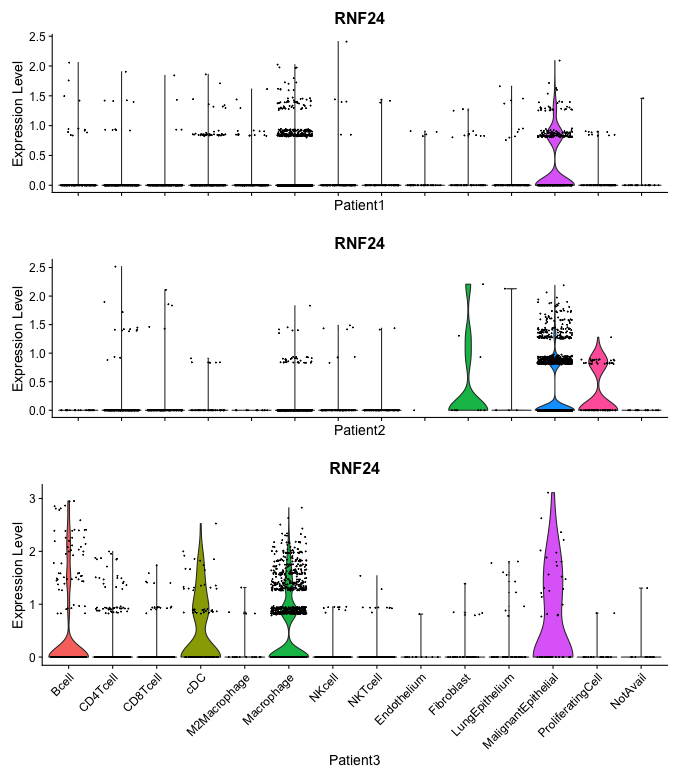 RNF24
Expression Level
2.5
2.0
1.5
1.0
0.5
0.0
Patient1
RNF24
Expression Level
2.5
2.0
1.5
1.0
0.5
0.0
Patient2
RNF24
Expression Level
3
2
1
0
Bcell
CD4Tcell
CD8Tcell
cDC
M2Macrophage
Macrophage
NKcell
NKTcell
Endothelium
Fibroblast
LungEpithelium
MalignantEpithelial
ProliferatingCell
NotAvail
Patient3